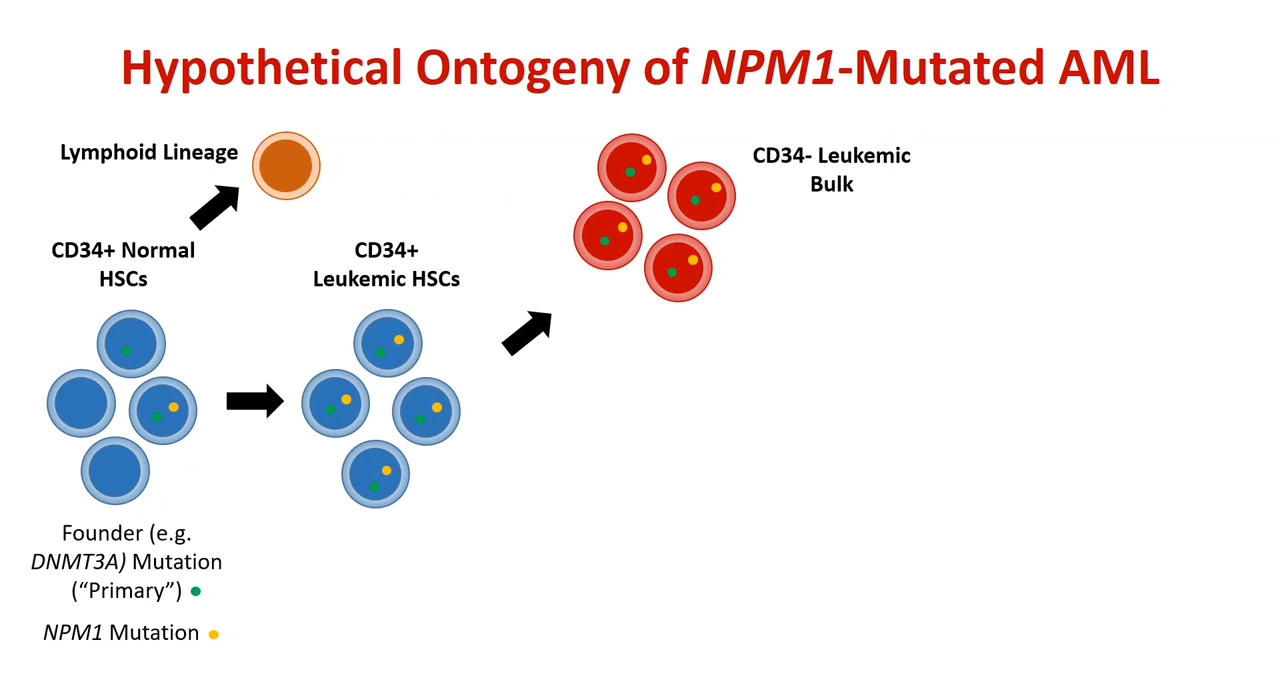 Hypothetical Ontogeny of NPM1-Mutated AML
Lymphoid Lineage
CD34- Leukemic
Bulk
CD34+ Normal
HSCs
CD34+
Leukemic HSCs
Founder (e.g.
DNMT3A) Mutation
(“Primary”)
NPM1 Mutation